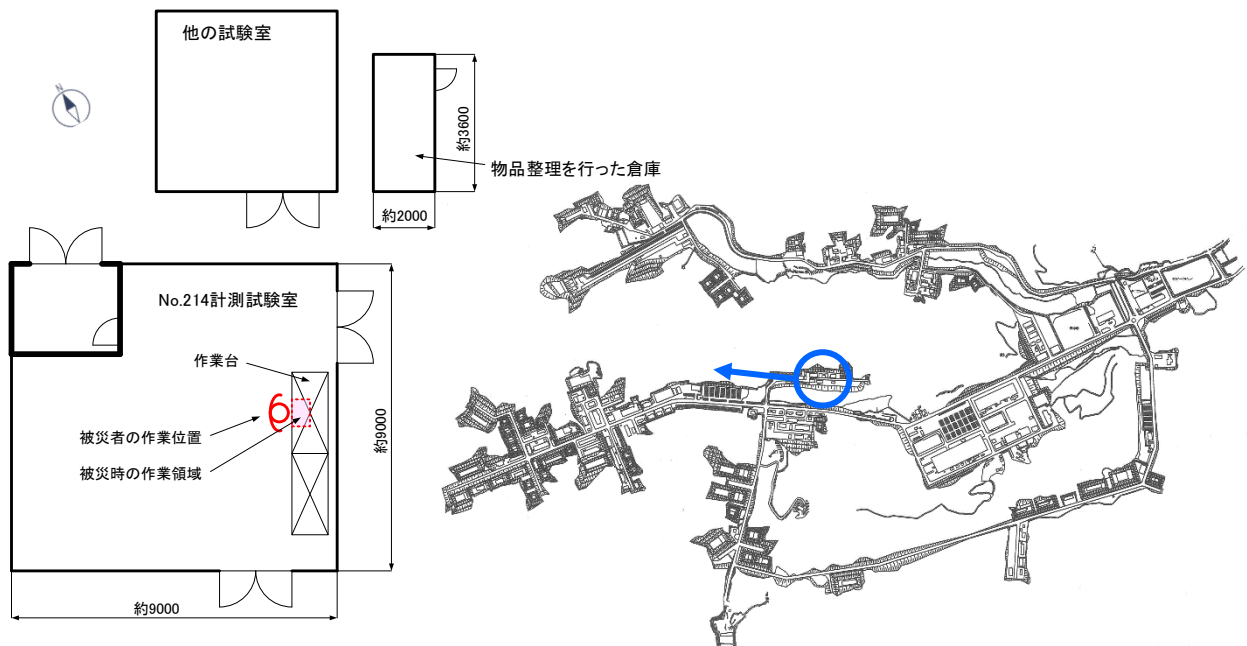 他の試験室
N
約3600
物品整理を行った倉庫
約2000
No.214計測試験室
作業台
被災者の作業位置
被災時の作業領域
約9000
約9000